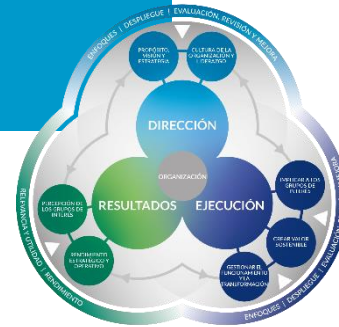 ENFOQUES | DESPLIEGUE | EVALUACIÓN, REVISIÓN Y MEJORA
PROPÓSITO,
VISIÓN Y
ESTRATEGIA
CULTURA DE LA
ORGANIZACIÓN Y
LIDERAZGO
DIRECCIÓN
ORGANIZACIÓN
RESULTADOS
EJECUCIÓN
PERCEPCIÓN DE
LOS GRUPOS DE
INTERÉS
RENDIMIENTO
ESTRATÉGICO Y
OPERATIVO
IMPLICAR A LOS
GRUPOS DE
INTERÉS
CREAR VALOR
SOSTENIBLE
GESTIONAR EL
FUNCIONAMIENTO
Y LA
TRANSFORMACIÓN
RELEVANCIA Y UTILIDAD | RENDIMIENTO
ENFOQUES | DESPLIEGUE |